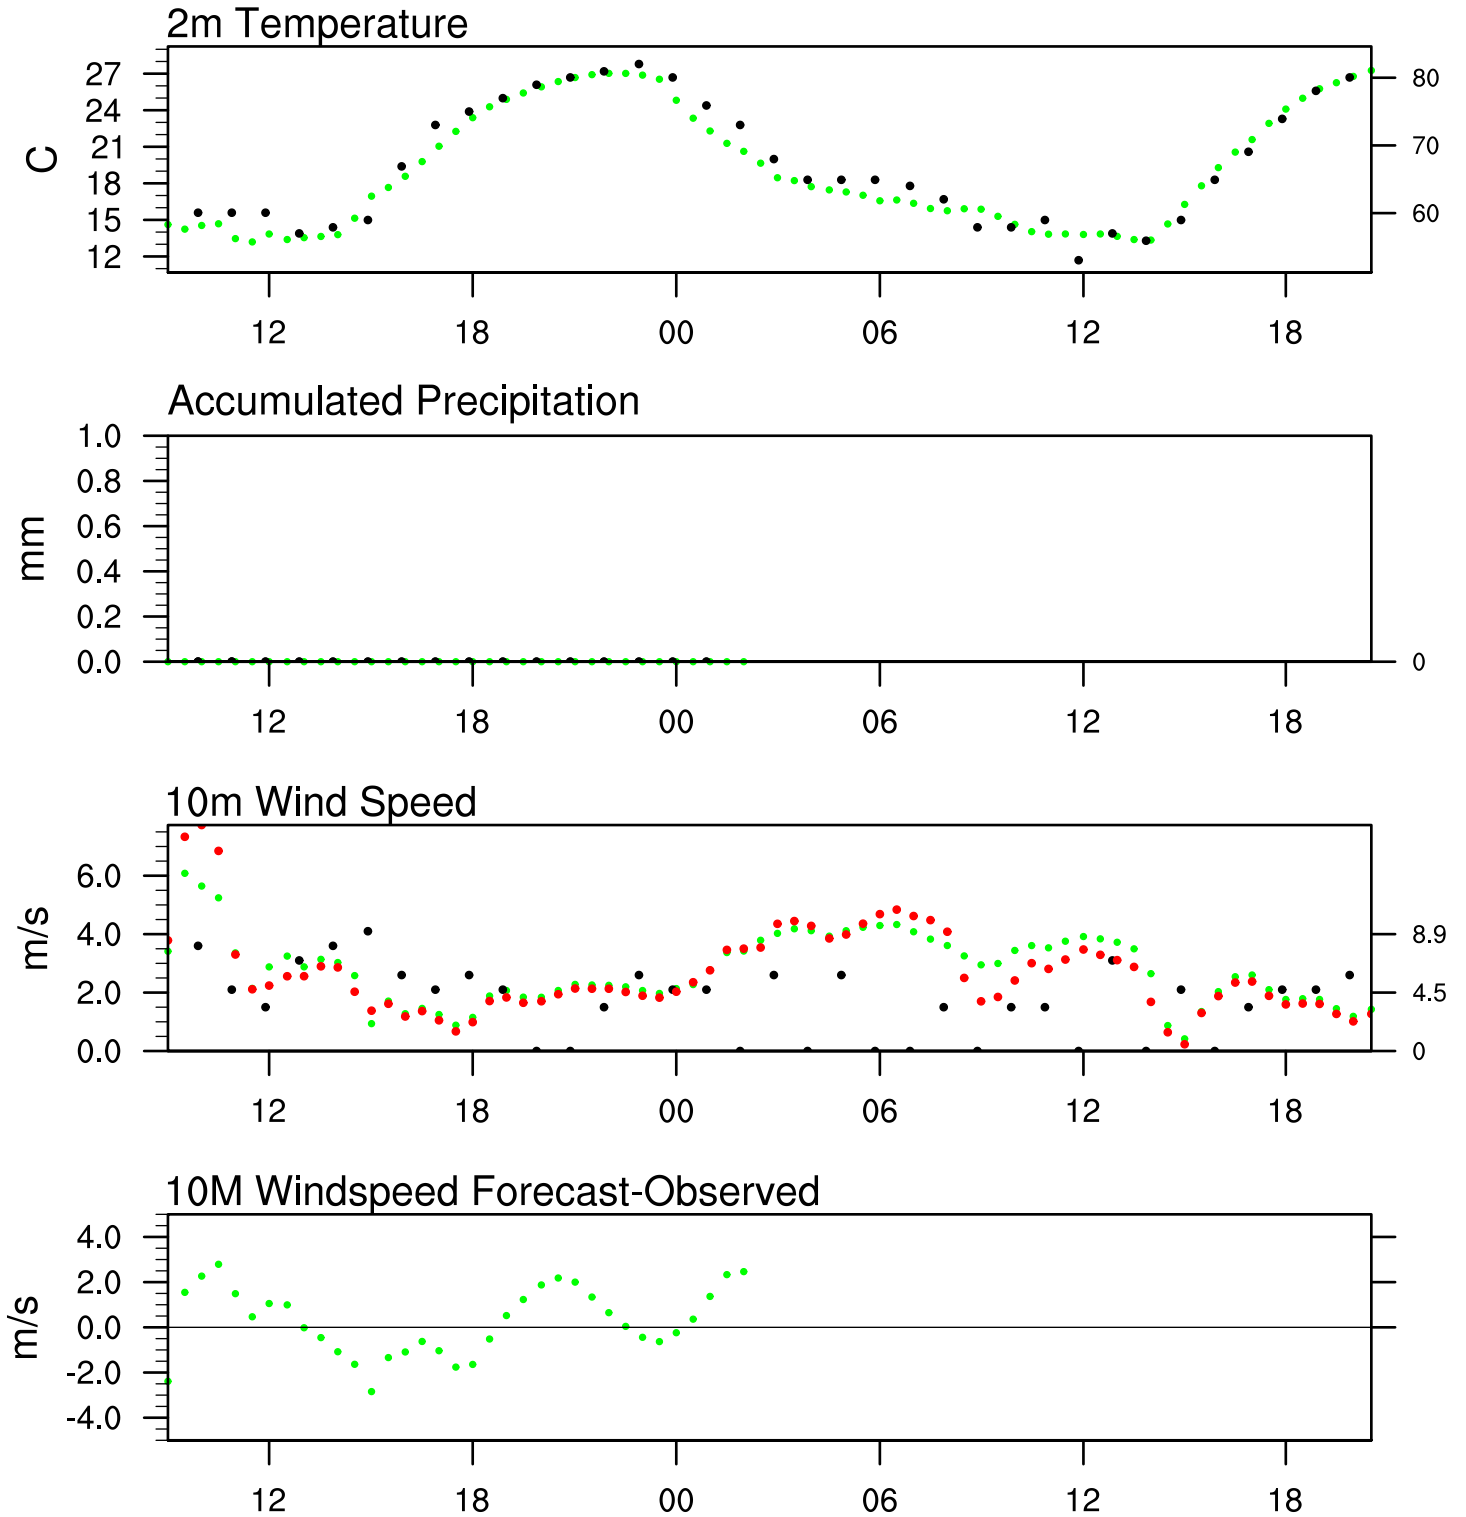 2m Temperature
27
24
21
18
15
12
C
80
70
60
12 18 00 06 12 18
Accumulated Precipitation
1.0
0.8
0.6
0.4
0.2
0.0
mm
0
12 18 00 06 12 18
10m Wind Speed
6.0
4.0
2.0
0.0
m/s
8.9
4.5
0
12 18 00 06 12 18
10M Windspeed Forecast-Observed
4.0
2.0
0.0
-2.0
-4.0
m/s
12 18 00 06 12 18